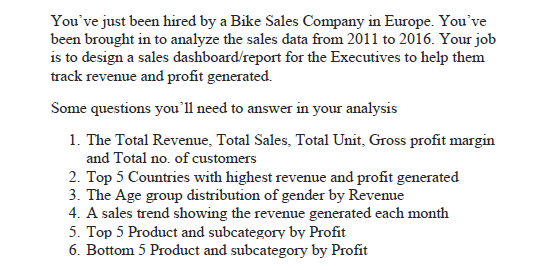 You've just been hired by a Bike Sales Company in Europe. You've
been brought in to analyze the sales data from 2011 to 2016. Your job
is to design a sales dashboard/report for the Executives to help them
track revenue and profit generated.
Some questions you'll need to answer in your analysis
1. The Total Revenue, Total Sales, Total Unit, Gross profit margin
and Total no. of customers
2. Top 5 Countries with highest revenue and profit generated
3. The Age group distribution of gender by Revenue
4. A sales trend showing the revenue generated each month
5. Top 5 Product and subcategory by Profit
6. Bottom 5 Product and subcategory by Profit